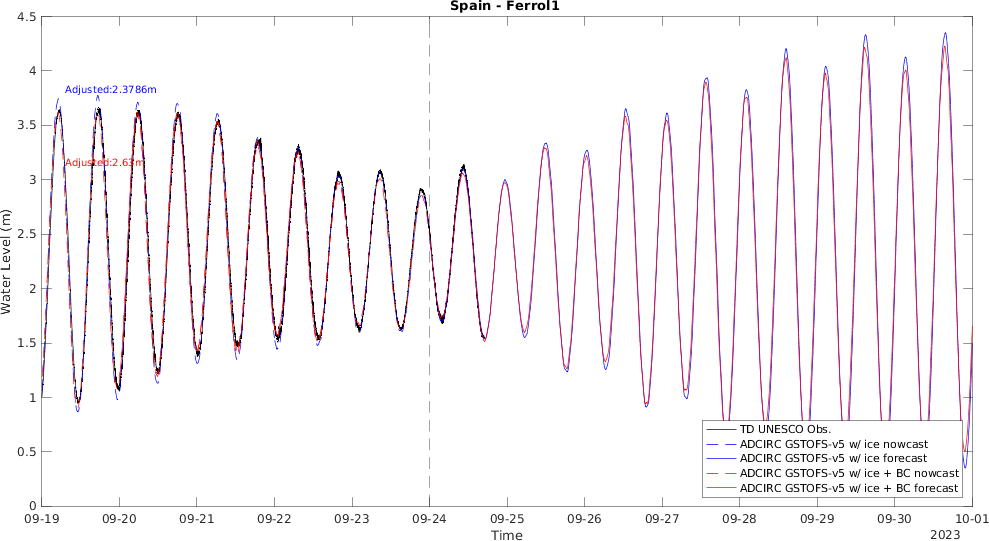 Spain - Ferrol1
4.5
4
3.5
3
2.5
2
1.5
1
0.5
0
Water Level (m)
Adjusted:2.3786m
Adjusted:2.63m
TD UNESCO Obs.
ADCIRC GSTOFS-v5 w/ ice nowcast
ADCIRC GSTOFS-v5 w/ ice forecast
ADCIRC GSTOFS-v5 w/ ice + BC nowcast
ADCIRC GSTOFS-v5 w/ ice + BC forecast
09-19 09-20 09-21 09-22 09-23 09-24 09-25 09-26 09-27 09-28 09-29 09-30 10-01
Time
2023